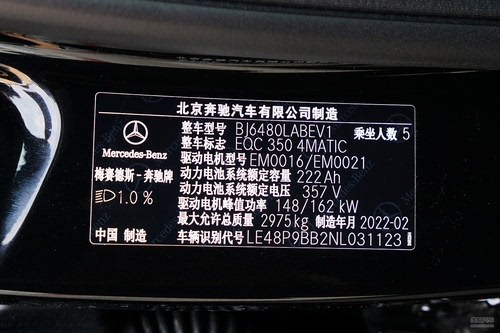 北京奔驰汽车有限公司制造
整车型号 BJ6480LABEV1 乘坐人数 5
整车标志 EQC 350 4MATIC
Mercedes-Benz
驱动电机型号 EM0016/EM0021
梅赛德斯-奔驰牌
动力电池系统额定容量 222Ah
动力电池系统额定电压 357V
1.0%
驱动电机峰值功率 148/162 kW
最大允许总质量 2975kg 制造年月 2022-02
中国 制造
车辆识别代号 LE48P9BB2NL031123